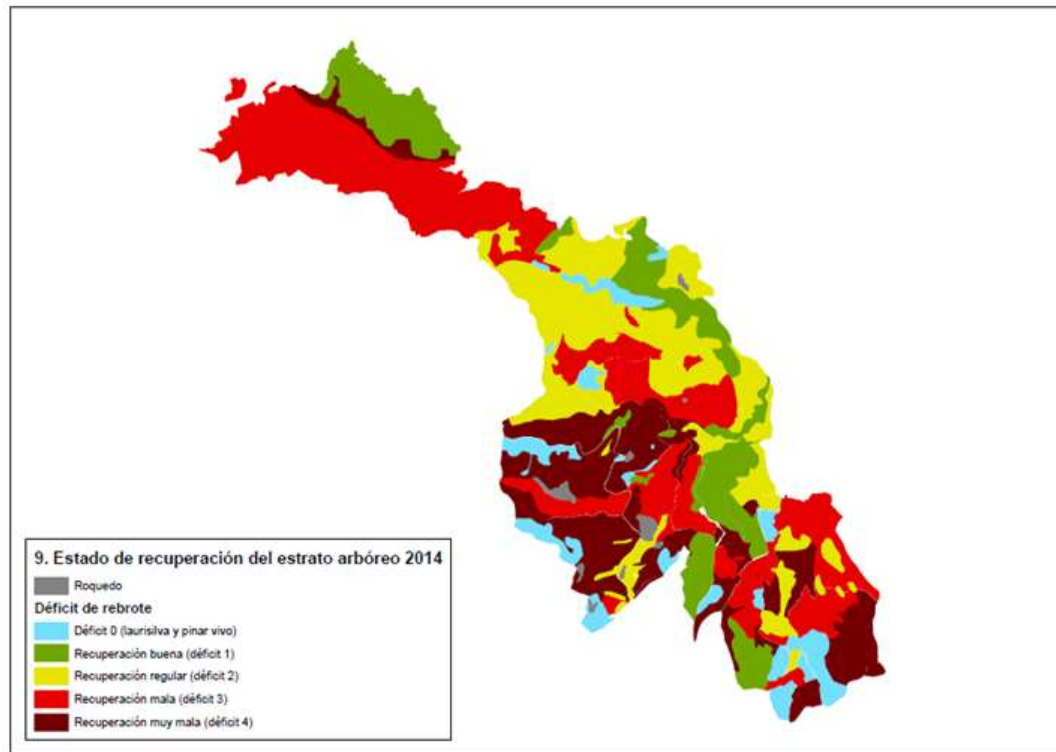 9. Estado de recuperación del estrato arbóreo 2014
Roquedo
Déficit de rebrote
Déficit 0 (laurisilva y pinar vivo)
Recuperación buena (déficit 1)
Recuperación regular (déficit 2)
Recuperación mala (déficit 3)
Recuperación muy mala (déficit 4)